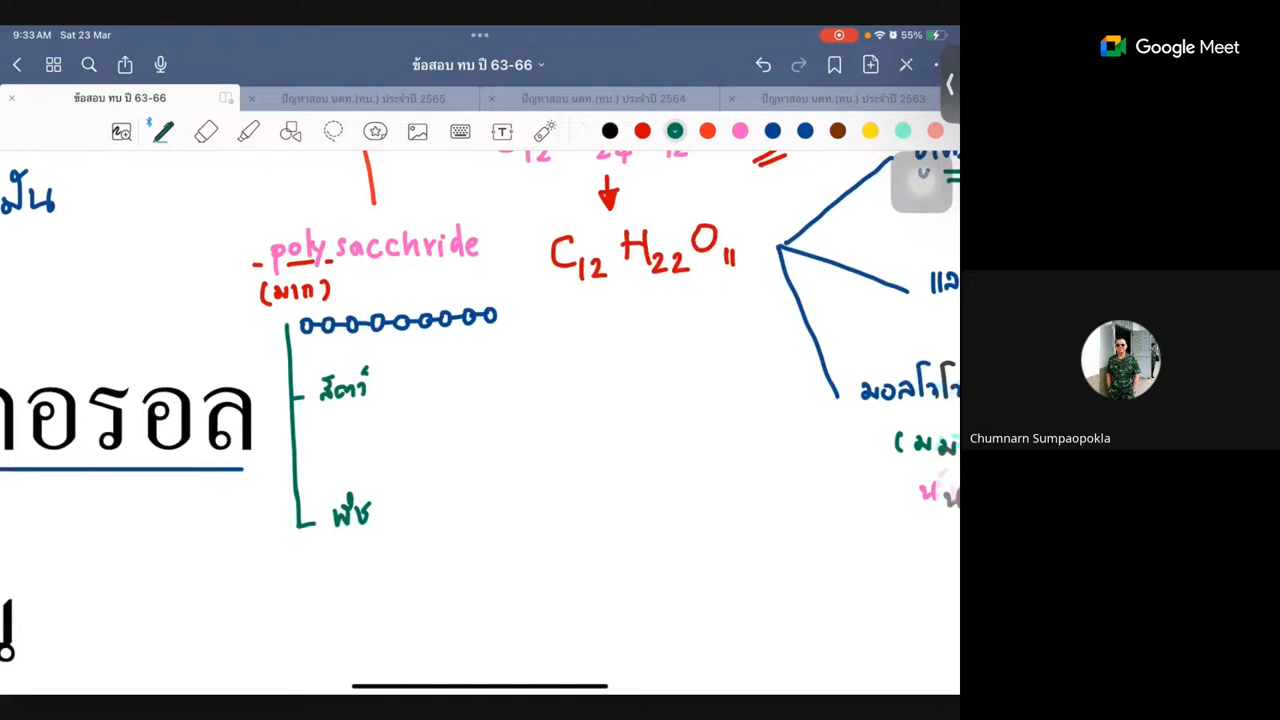 9:33 AM Sat 23 Mar
55%
Google Meet
ข้อสอบ ทบ ปี 63-66
ข้อสอบ ทบ ปี 63-66
ปัญหาสอบ นตท.(ทบ.) ประจำปี 2565
ปัญหาสอบ นตท.(ทบ.) ประจำปี 2564
ปัญหาสอบ นตท.(ทบ.) ประจำปี 2563
มัน
polysacchride
(มาก)
C12 H22 O11
สัตว์
พืช
แล
มอลโจโ
อรอล
Chumnarn Sumpaopokla